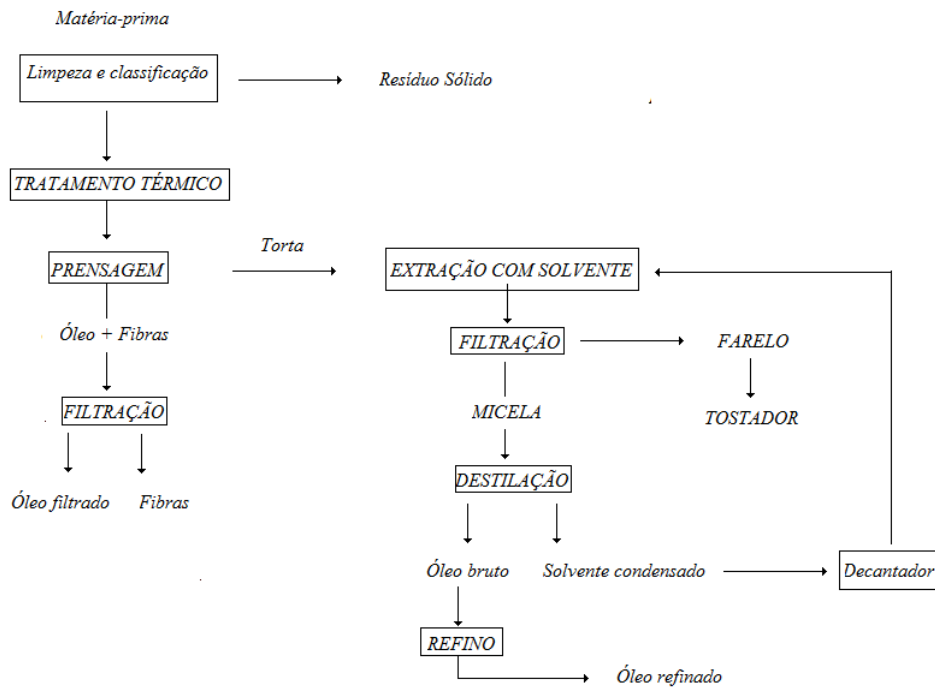 Matéria-prima
Limpeza e classificação
Resíduo Sólido
TRATAMENTO TÉRMICO
Torta
PRENSAGEM
EXTRAÇÃO COM SOLVENTE
Óleo + Fibras
FILTRAÇÃO
FARELO
FILTRAÇÃO
MICELA
TOSTADOR
DESTILAÇÃO
Óleo filtrado
Fibras
Óleo bruto
Solvente condensado
Decantador
REFINO
Óleo refinado